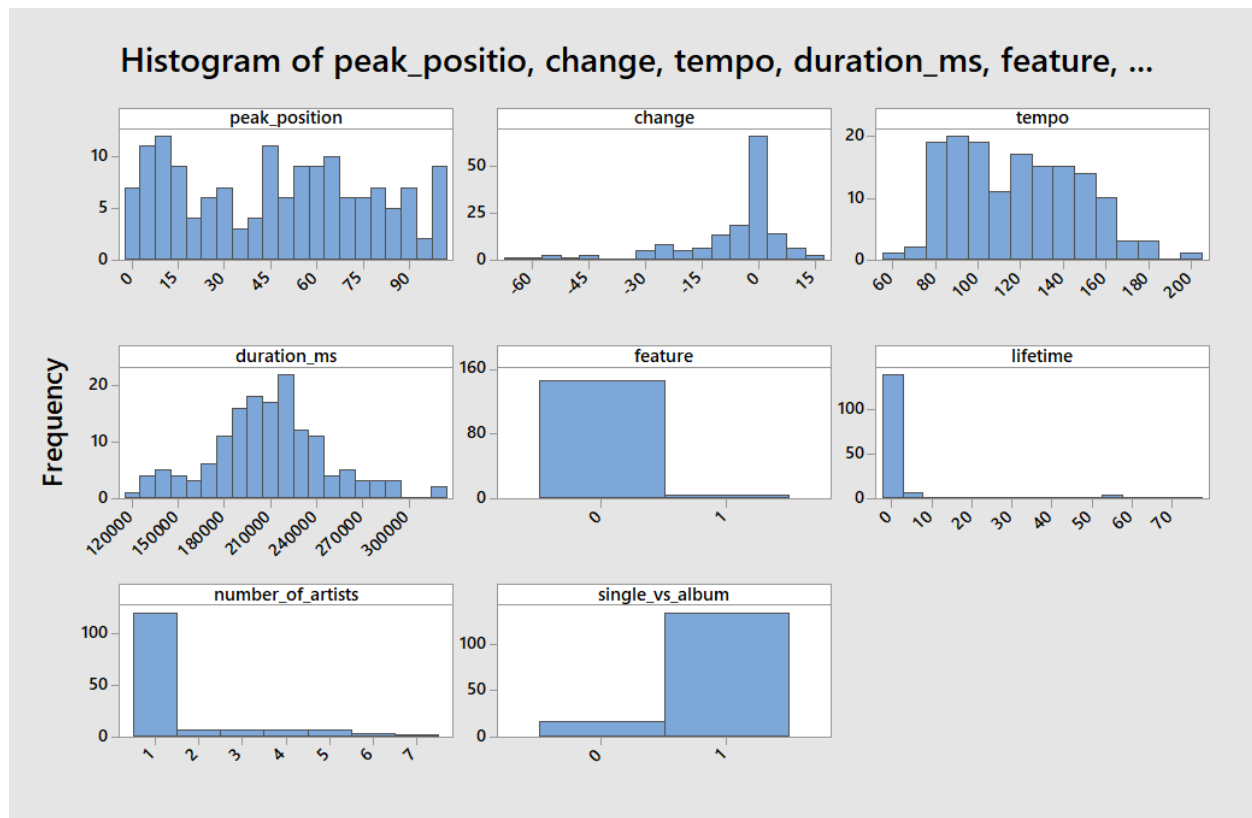 Histogram of peak_positio, change, tempo, duration_ms, feature, ...
peak_position
10
5
0
0 15 30 45 60 75 90
change
50
25
0
-60 -45 -30 -15 0 15
tempo
20
10
0
60 80 100 120 140 160 180 200
Frequency
duration_ms
20
10
0
120000 150000 180000 210000 240000 270000 300000
feature
160
80
0
0 1
lifetime
100
50
0
0 10 20 30 40 50 60 70
number_of_artists
100
50
0
1 2 3 4 5 6 7
single_vs_album
100
50
0
0 1